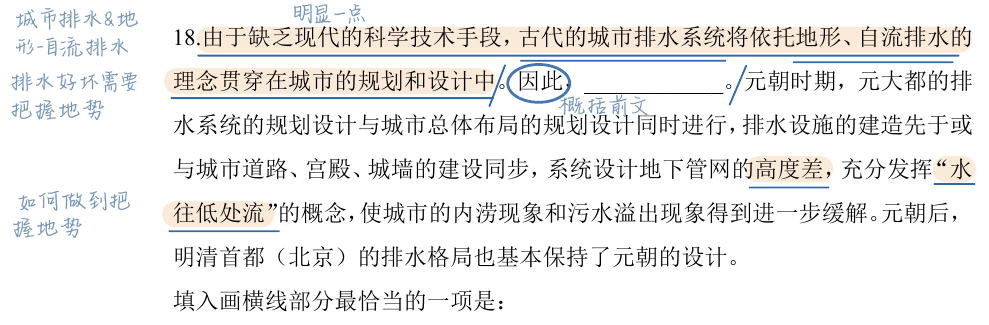 明显一点
城市排水&地
形-自流排水
排水好坏需要
把握地势
18.由于缺乏现代的科学技术手段，古代的城市排水系统将依托地形、自流排水的
理念贯穿在城市的规划和设计中。因此，____________。元朝时期，元大都的排
概括前文
水系统的规划设计与城市总体布局的规划设计同时进行，排水设施的建造先于或
与城市道路、宫殿、城墙的建设同步，系统设计地下管网的高度差，充分发挥“水
如何做到把
握地势
往低处流”的概念，使城市的内涝现象和污水溢出现象得到进一步缓解。元朝后，
明清首都（北京）的排水格局也基本保持了元朝的设计。
填入画横线部分最恰当的一项是：